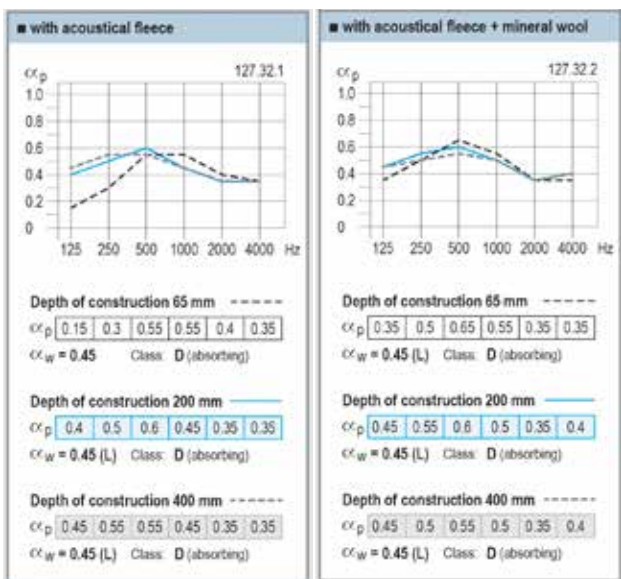 ■ with acoustical fleece
αp 127.32.1
1.0
0.8
0.6
0.4
0.2
0
125 250 500 1000 2000 4000 Hz
Depth of construction 65 mm
αp 0.15 0.3 0.55 0.55 0.4 0.35
αw = 0.45 Class: D (absorbing)
Depth of construction 200 mm
αp 0.4 0.5 0.6 0.45 0.35 0.35
αw = 0.45 (L) Class: D (absorbing)
Depth of construction 400 mm
αp 0.45 0.55 0.55 0.45 0.35 0.35
αw = 0.45 (L) Class: D (absorbing)
■ with acoustical fleece + mineral wool
αp 127.32.2
1.0
0.8
0.6
0.4
0.2
0
125 250 500 1000 2000 4000 Hz
Depth of construction 65 mm
αp 0.35 0.5 0.65 0.55 0.35 0.35
αw = 0.45 (L) Class: D (absorbing)
Depth of construction 200 mm
αp 0.45 0.55 0.6 0.5 0.35 0.4
αw = 0.45 (L) Class: D (absorbing)
Depth of construction 400 mm
αp 0.45 0.5 0.55 0.5 0.35 0.4
αw = 0.45 (L) Class: D (absorbing)